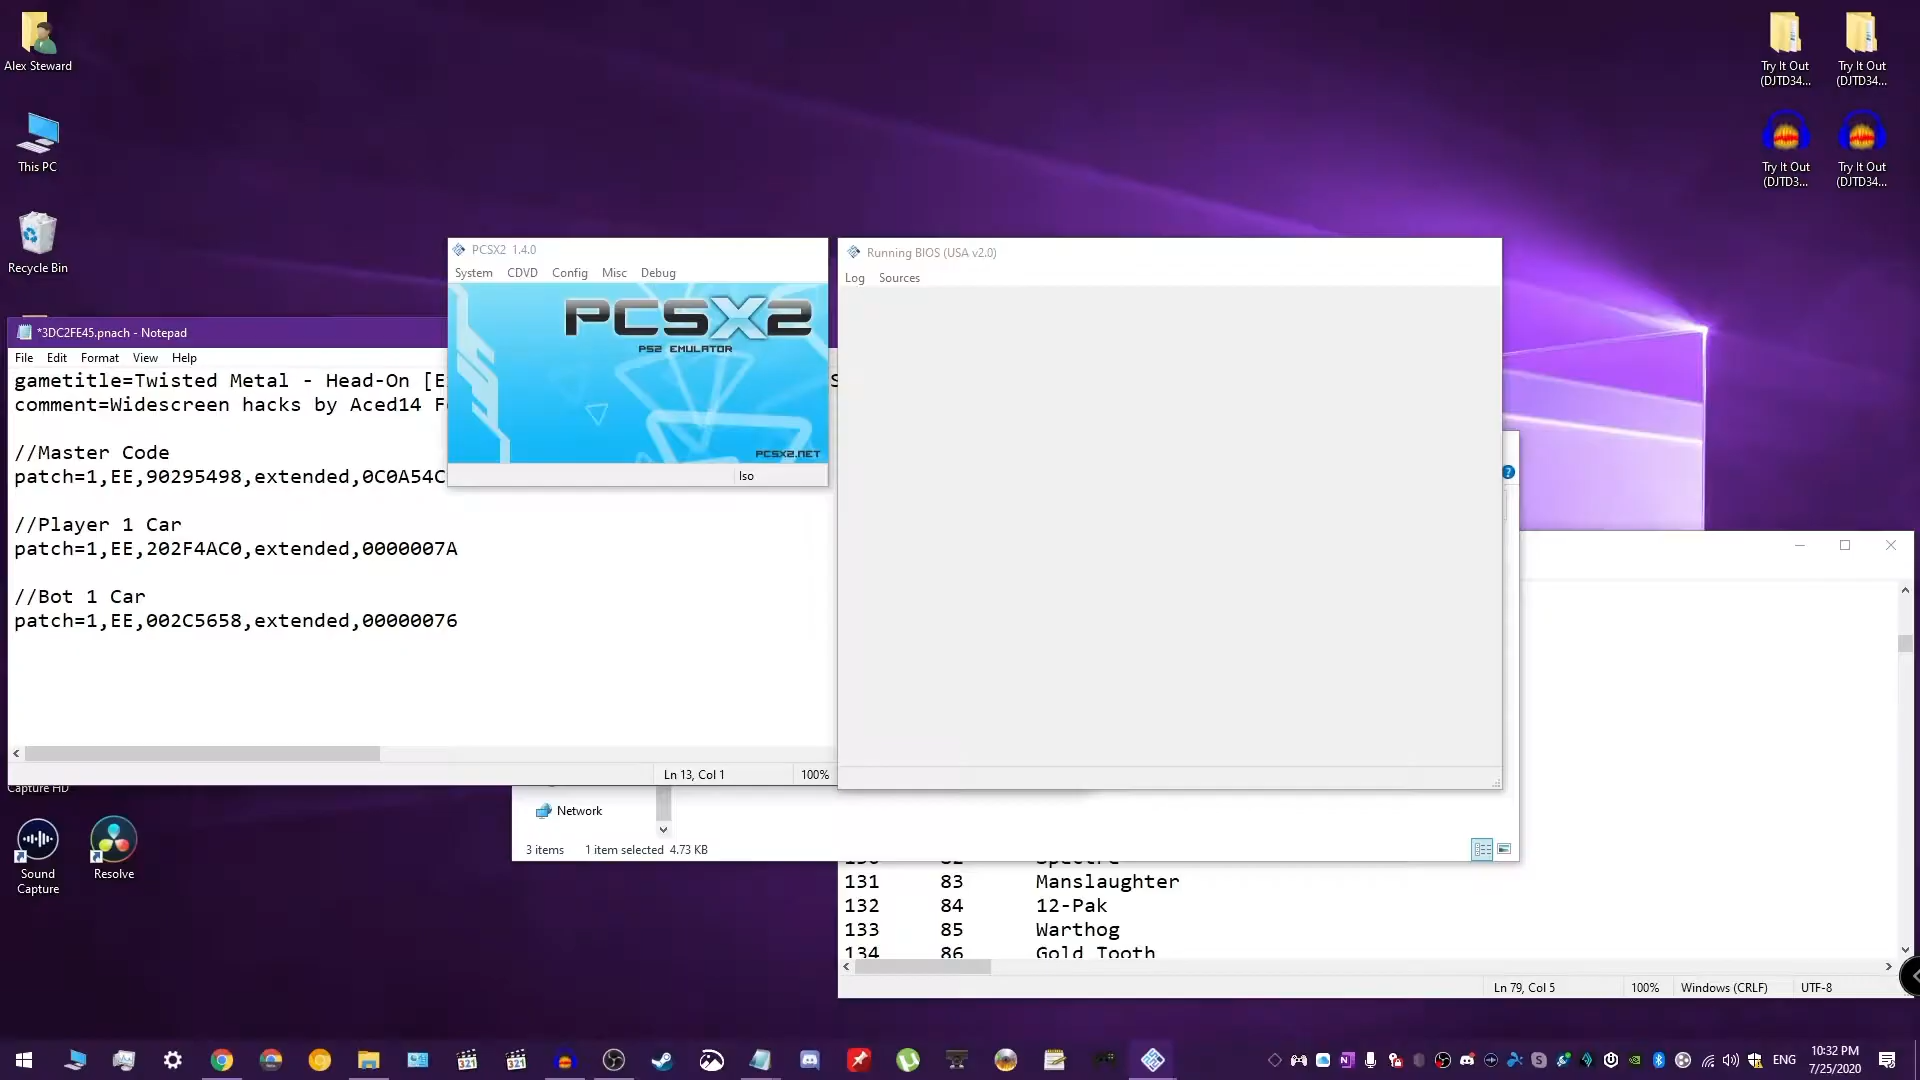 Alex Steward
This PC
Recycle Bin
Try It Out
(DJTD34...
Try It Out
(DJTD34...
Try It Out
(DJTD3...
Try It Out
(DJTD34...
*3DC2FE45.pnach - Notepad
File Edit Format View Help
gametitle=Twisted Metal - Head-On [E
comment=Widescreen hacks by Aced14 F
//Master Code
patch=1,EE,90295498,extended,0C0A54C
//Player 1 Car
patch=1,EE,202F4AC0,extended,0000007A
//Bot 1 Car
patch=1,EE,002C5658,extended,00000076
Ln 13, Col 1
100%
PCSX2 1.4.0
System CDVD Config Misc Debug
PCSX2
PS2 EMULATOR
PCSX2.NET
Iso
Running BIOS (USA v2.0)
Log Sources
Capture HD
Sound
Capture
Resolve
Network
3 items 1 item selected 4.73 KB
131 83 Manslaughter
132 84 12-Pak
133 85 Warthog
134 86 Gold Tooth
Ln 79, Col 5
100%
Windows (CRLF)
UTF-8
321
321
ENG
10:32 PM
7/25/2020